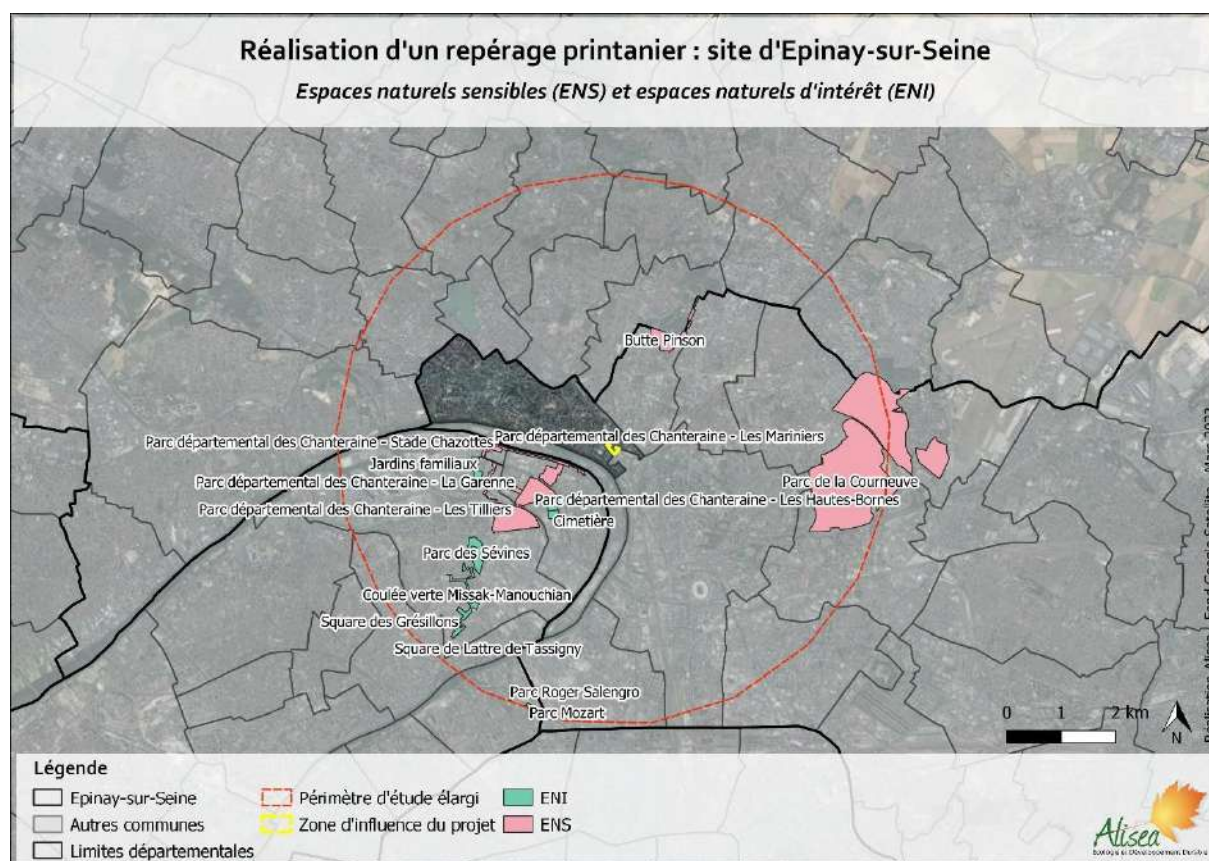 Réalisation d'un repérage printanier : site d'Epinay-sur-Seine
Espaces naturels sensibles (ENS) et espaces naturels d'intérêt (ENI)
Butte Pinson
Parc départemental des Chanteraine - Stade Chazottes
Parc départemental des Chanteraine - Les Mariniers
Jardins familiaux
Parc départemental des Chanteraine - La Garenne
Parc de la Courneuve
Parc départemental des Chanteraine - Les Hautes-Bornes
Parc départemental des Chanteraine - Les Tilliers
Cimetière
Parc des Sévines
Coulée verte Missak-Manouchian
Square des Grésillons
Square de Lattre de Tassigny
Parc Roger Salengro
Parc Mozart
0 1 2 km
N
Légende
Epinay-sur-Seine
Autres communes
Limites départementales
Périmètre d'étude élargi
Zone d'influence du projet
ENI
ENS
Alisea
Ecologie et Développement Durable